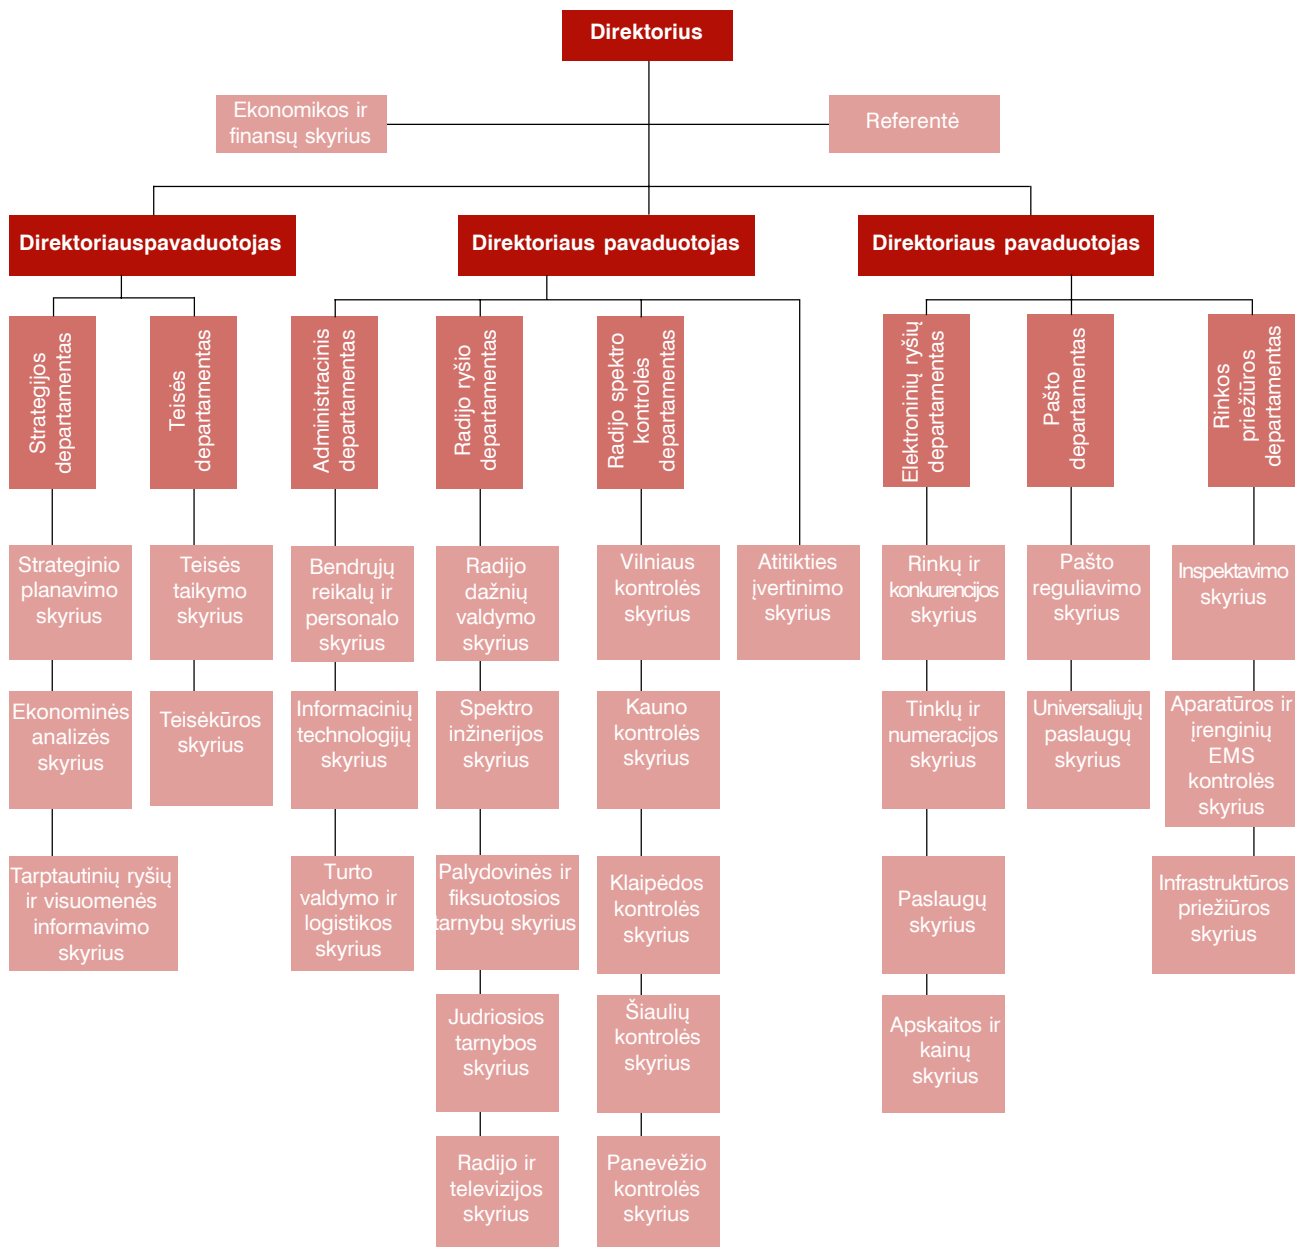 Direktorius
Ekonomikos ir
finansų skyrius
Referentė
Direktoriauspavaduotojas
Direktoriaus pavaduotojas
Direktoriaus pavaduotojas
Strategijos
departamentas
Teisės
departamentas
Administracinis
departamentas
Radijo ryšio
departamentas
Radijo spektro
kontrolės
departamentas
Elektroninių ryšių
departamentas
Pašto
departamentas
Rinkos
priežiūros
departamentas
Strateginio
planavimo
skyrius
Teisės
taikymo
skyrius
Bendrųjų
reikalų ir
personalo
skyrius
Radijo
dažnių
valdymo
skyrius
Vilniaus
kontrolės
skyrius
Atitikties
įvertinimo
skyrius
Rinkų ir
konkurencijos
skyrius
Pašto
reguliavimo
skyrius
Inspektavimo
skyrius
Ekonominės
analizės
skyrius
Teisėkūros
skyrius
Informacinių
technologijų
skyrius
Spektro
inžinerijos
skyrius
Kauno
kontrolės
skyrius
Tinklų ir
numeracijos
skyrius
Universaliųjų
paslaugų
skyrius
Aparatūros ir
įrenginių
EMS
kontrolės
skyrius
Tarptautinių ryšių
ir visuomenės
informavimo
skyrius
Turto
valdymo ir
logistikos
skyrius
Palydovinės ir
fiksuotosios
tarnybų skyrius
Klaipėdos
kontrolės
skyrius
Paslaugų
skyrius
Infrastruktūros
priežiūros
skyrius
Judriosios
tarnybos
skyrius
Šiaulių
kontrolės
skyrius
Apskaitos ir
kainų
skyrius
Radijo ir
televizijos
skyrius
Panevėžio
kontrolės
skyrius